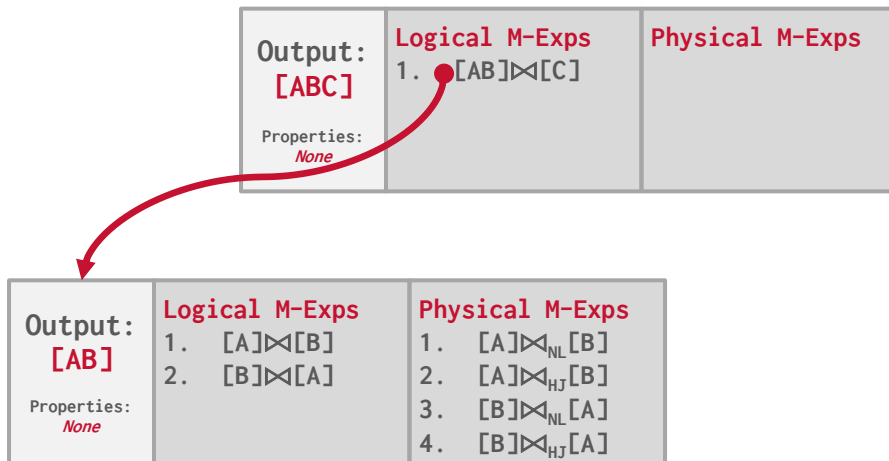 Output:
[ABC]
Properties:
None
Logical M-Exps
1. [AB]⋈[C]
Physical M-Exps
Output:
[AB]
Properties:
None
Logical M-Exps
1. [A]⋈[B]
2. [B]⋈[A]
Physical M-Exps
1. [A]⋈NL[B]
2. [A]⋈HJ[B]
3. [B]⋈NL[A]
4. [B]⋈HJ[A]